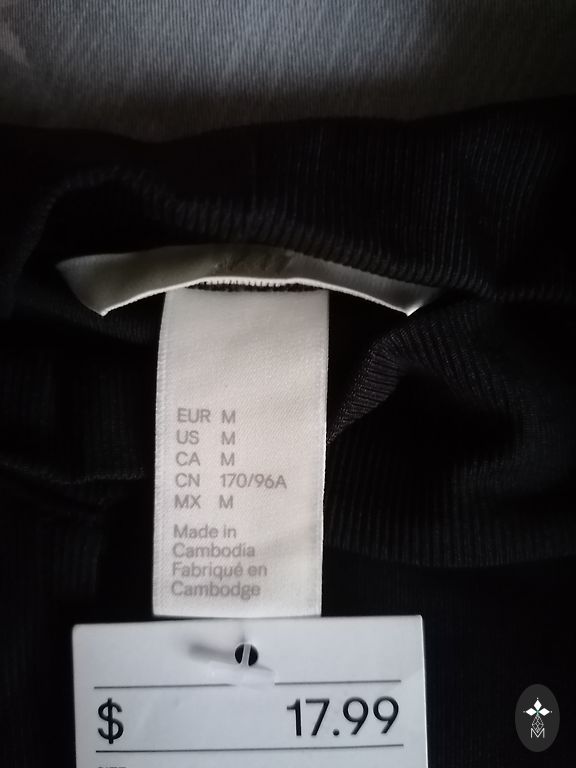 EUR M
US M
CA M
CN 170/96A
MX M
Made in
Cambodia
Fabriqué en
Cambodge
$ 17.99
M